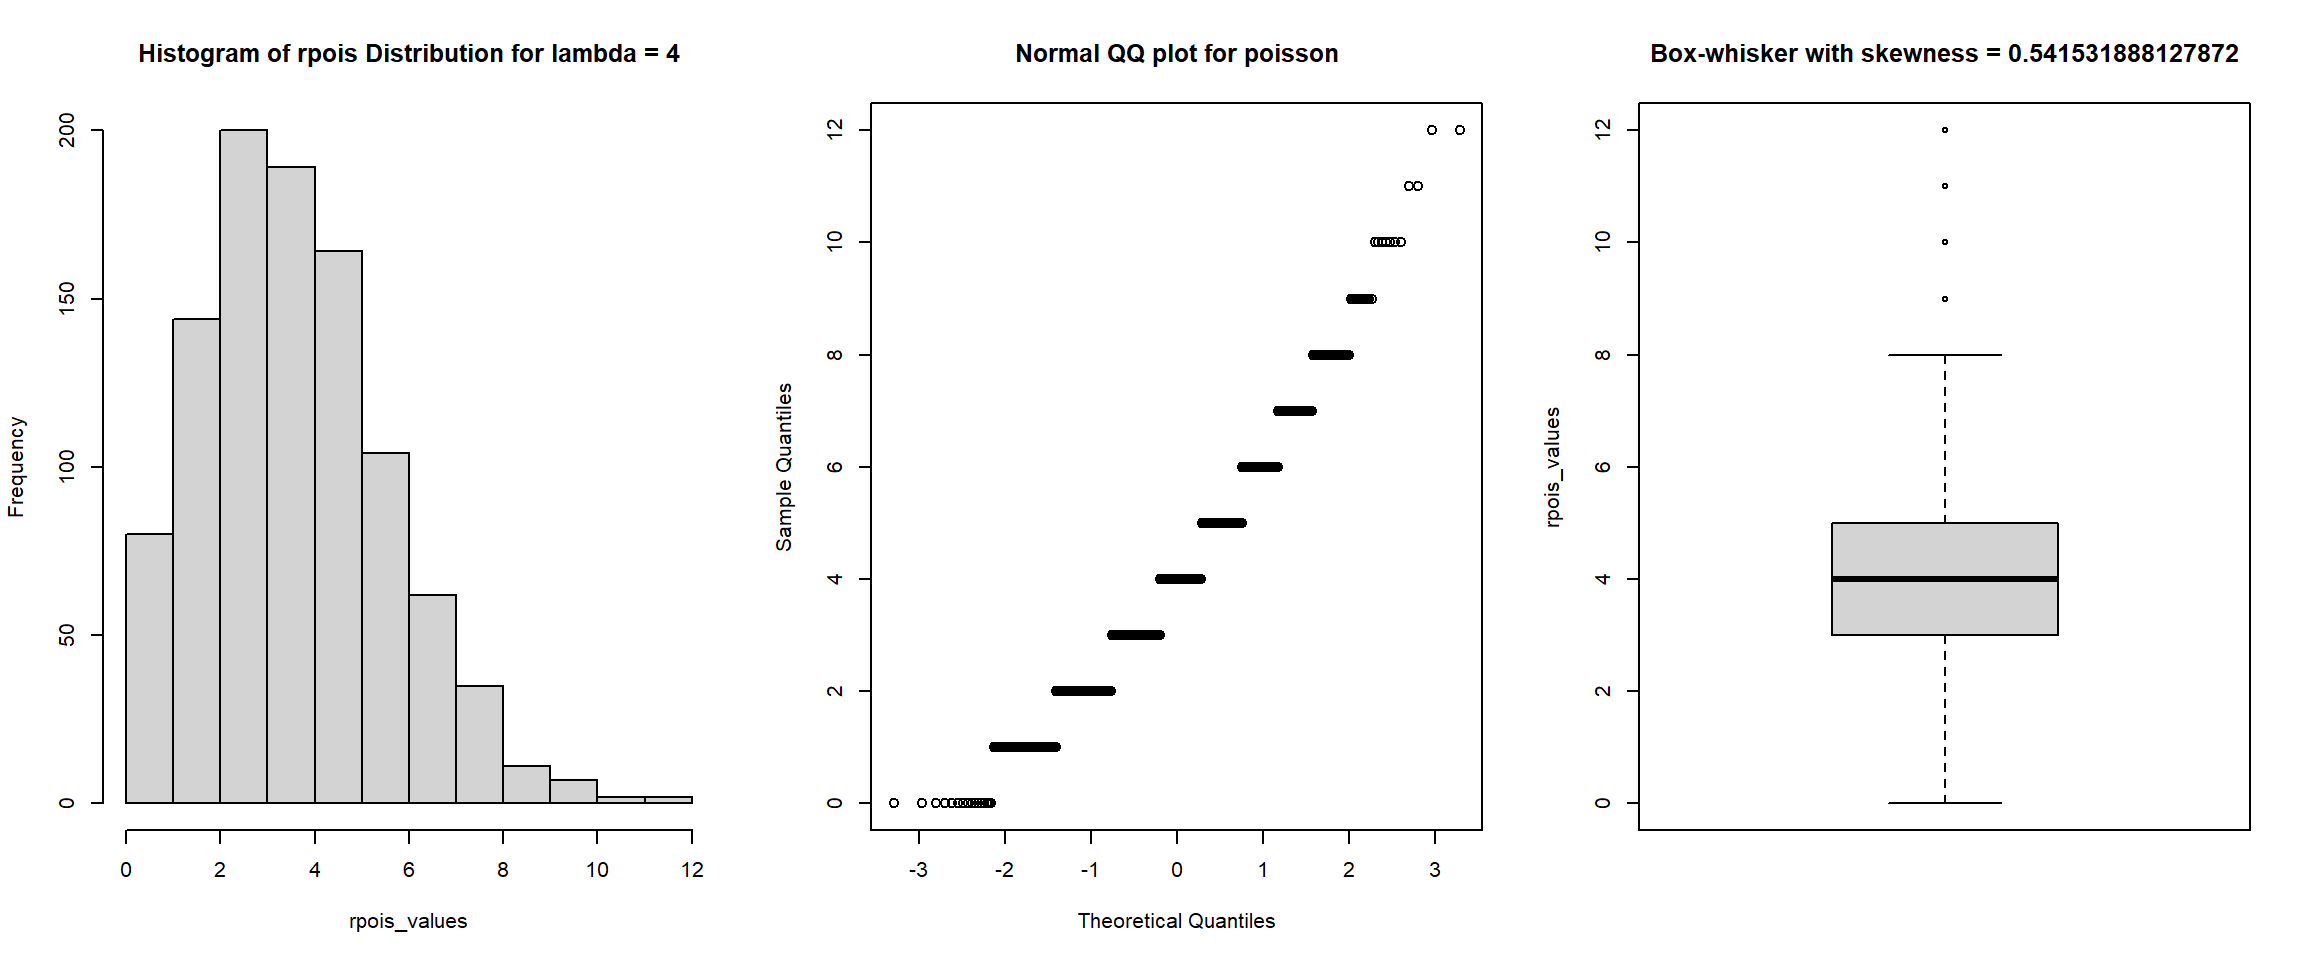 Histogram of rpois Distribution for lambda = 4
Frequency
0
50
100
150
200
0 2 4 6 8 10 12
rpois_values
Normal QQ plot for poisson
Sample Quantiles
0
2
4
6
8
10
12
-3 -2 -1 0 1 2 3
Theoretical Quantiles
Box-whisker with skewness = 0.541531888127872
rpois_values
0
2
4
6
8
10
12